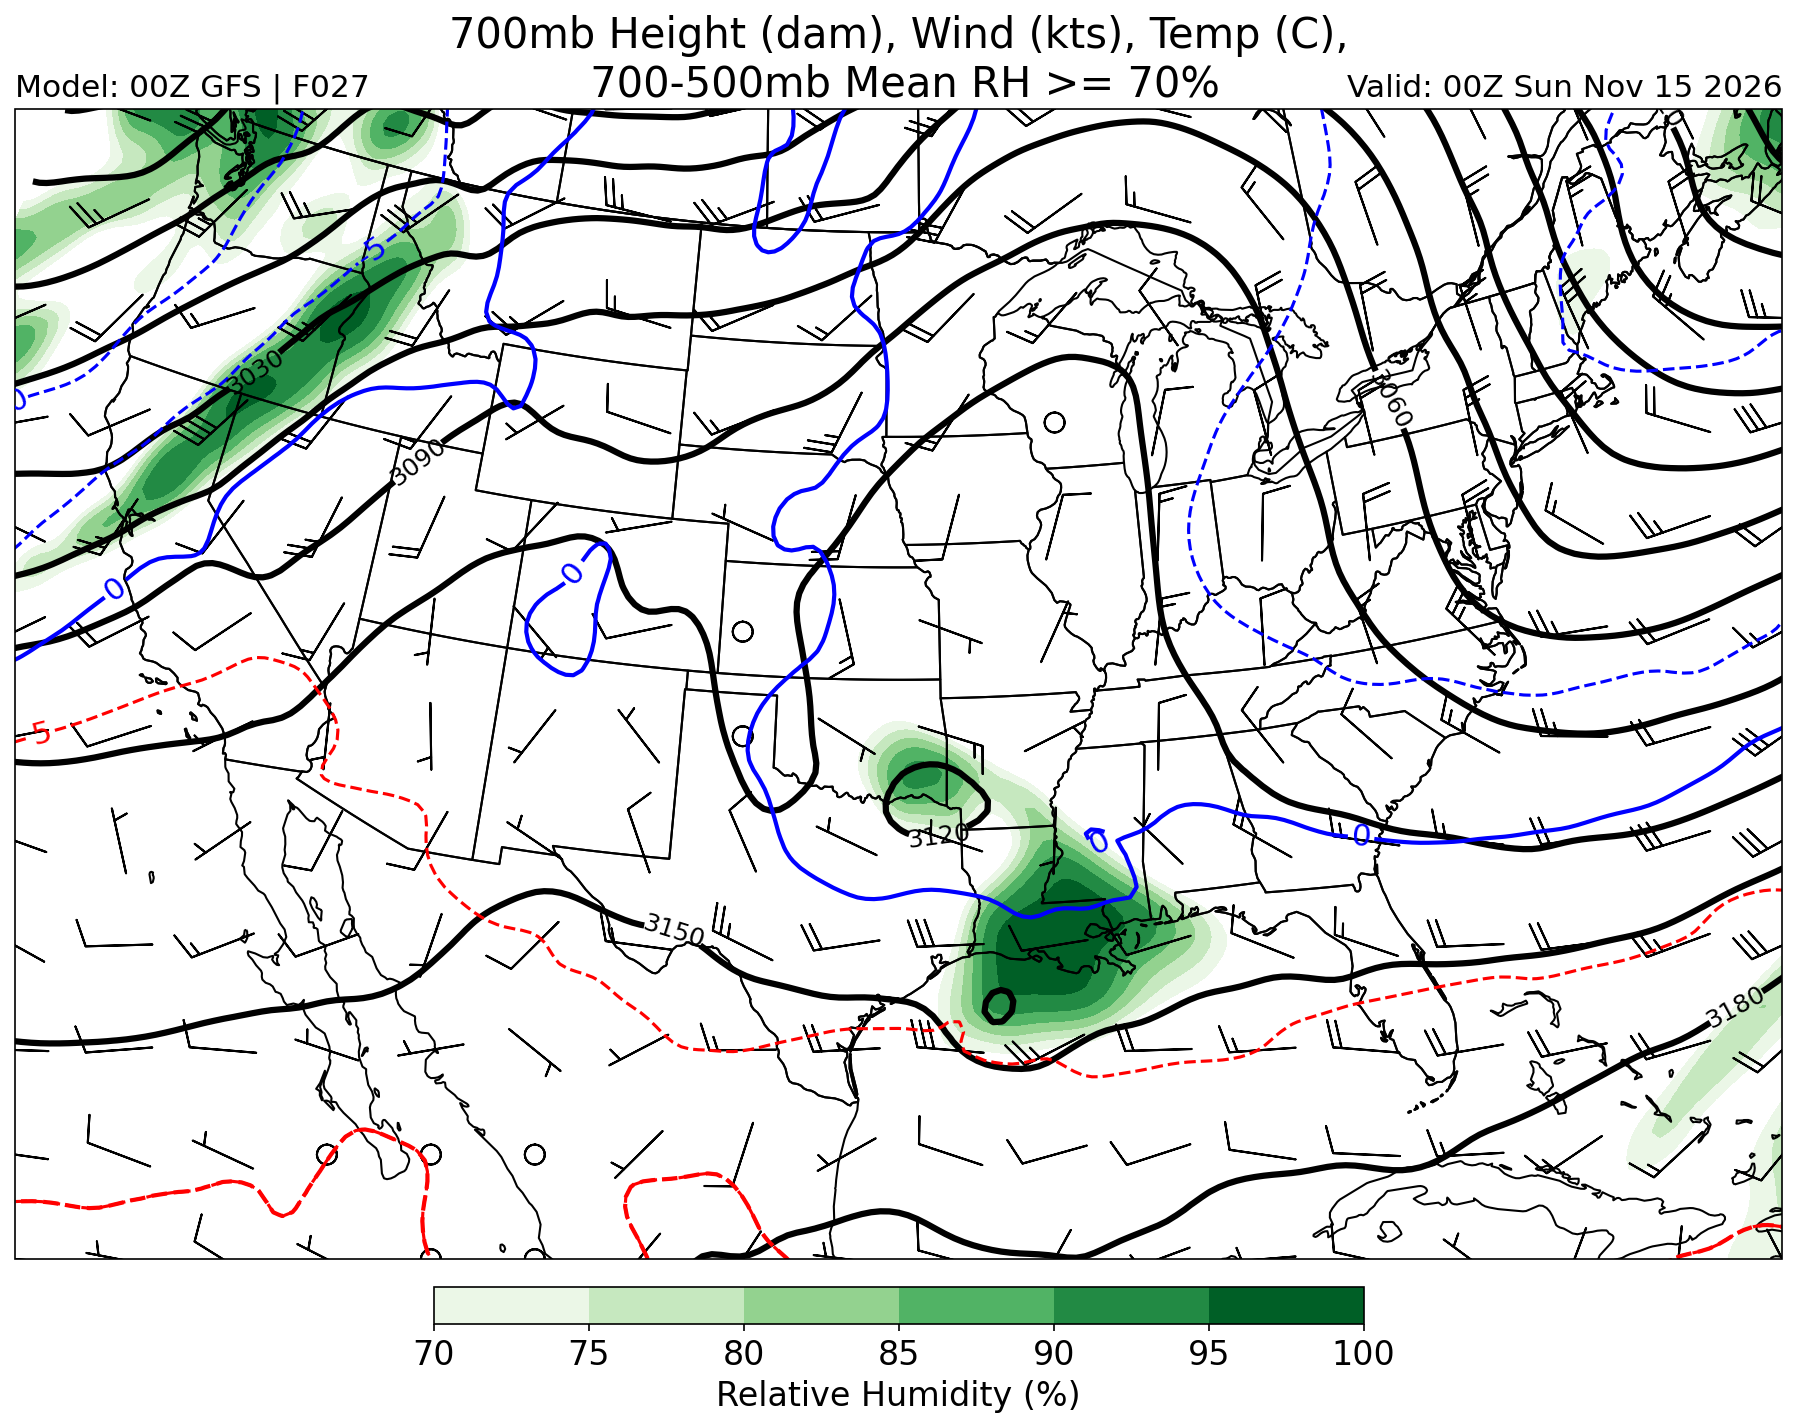 700mb Height (dam), Wind (kts), Temp (C),
Model: 00Z GFS | F027
700-500mb Mean RH >= 70%
Valid: 00Z Sun Nov 15 2026
-5
3030
0
3060
3090
0
0
5
3120
0
0
3150
3180
70 75 80 85 90 95 100
Relative Humidity (%)